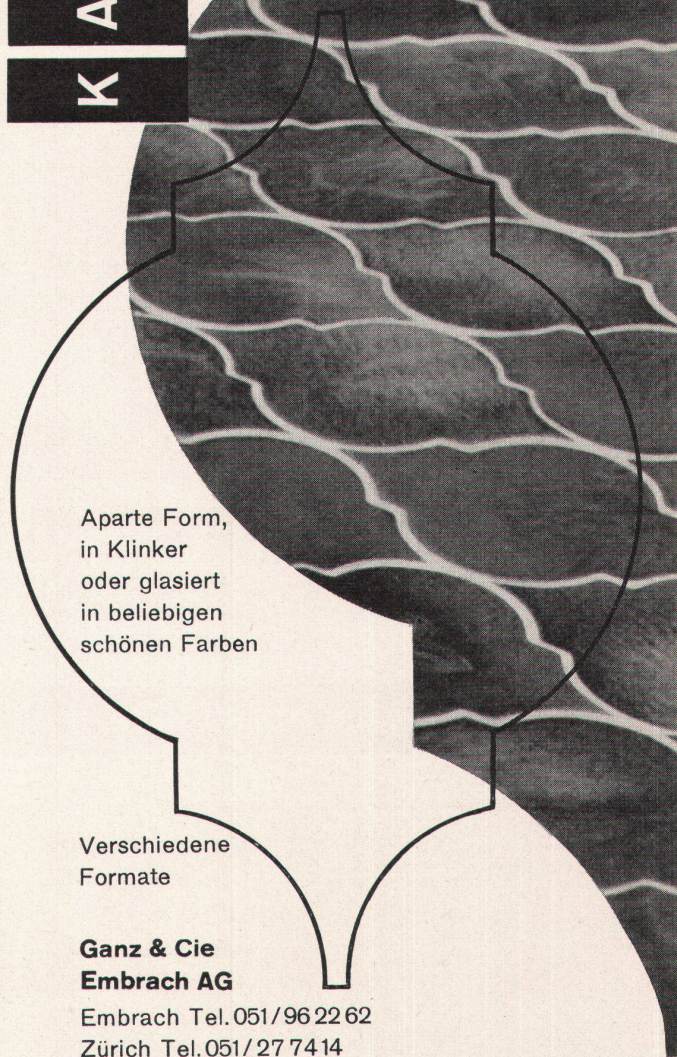 K A
Aparte Form,
in Klinker
oder glasiert
in beliebigen
schönen Farben
Verschiedene
Formate
Ganz & Cie
Embrach AG
Embrach Tel. 051/96 22 62
Zürich Tel. 051/27 74 14